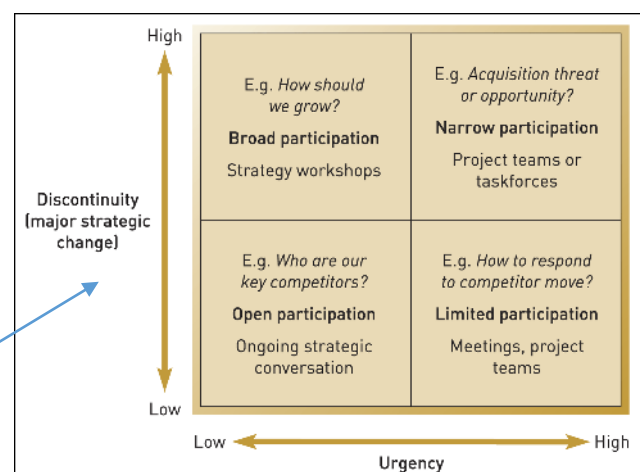 High
E.g. How should
we grow?
Broad participation
Strategy workshops
E.g. Acquisition threat
or opportunity?
Narrow participation
Project teams or
taskforces
Discontinuity
(major strategic
change)
E.g. Who are our
key competitors?
Open participation
Ongoing strategic
conversation
E.g. How to respond
to competitor move?
Limited participation
Meetings, project
teams
Low
Low
High
Urgency